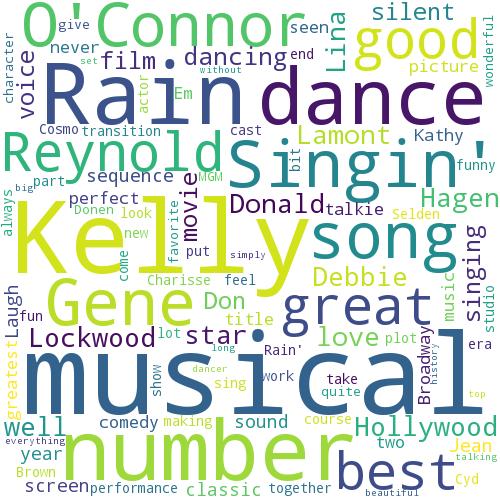 O'Connor
give
seen
silent
never
film
dancing
end
Lina
good
wonderful
character
voice
set
without
picture
actor
Em
Rain
dance
Cosmo
transition
cast
Lamont
Kathy
Reynold
Singin'
bit
funny
part
sequence
Hagen
big
perfect
movie
Donald
talkie
always
Donen
look
favorite
put
Selden
new
Kelly
song
singing
come
simply
Charisse
feel
Debbie
music
studio
Laugh
fun
Gene
Don
great
title
Lockwood
star
love
plot
era
greatest
lot
long
Rain'
Broadway
history
musical
show
dancer
sing
work
take
quite
top
well
comedy
making
sound
course
Hollywood
everything
year
number
two
Jean
talking
Brown
screen
performance
classic
together
best
Cyd
beautiful
MGM